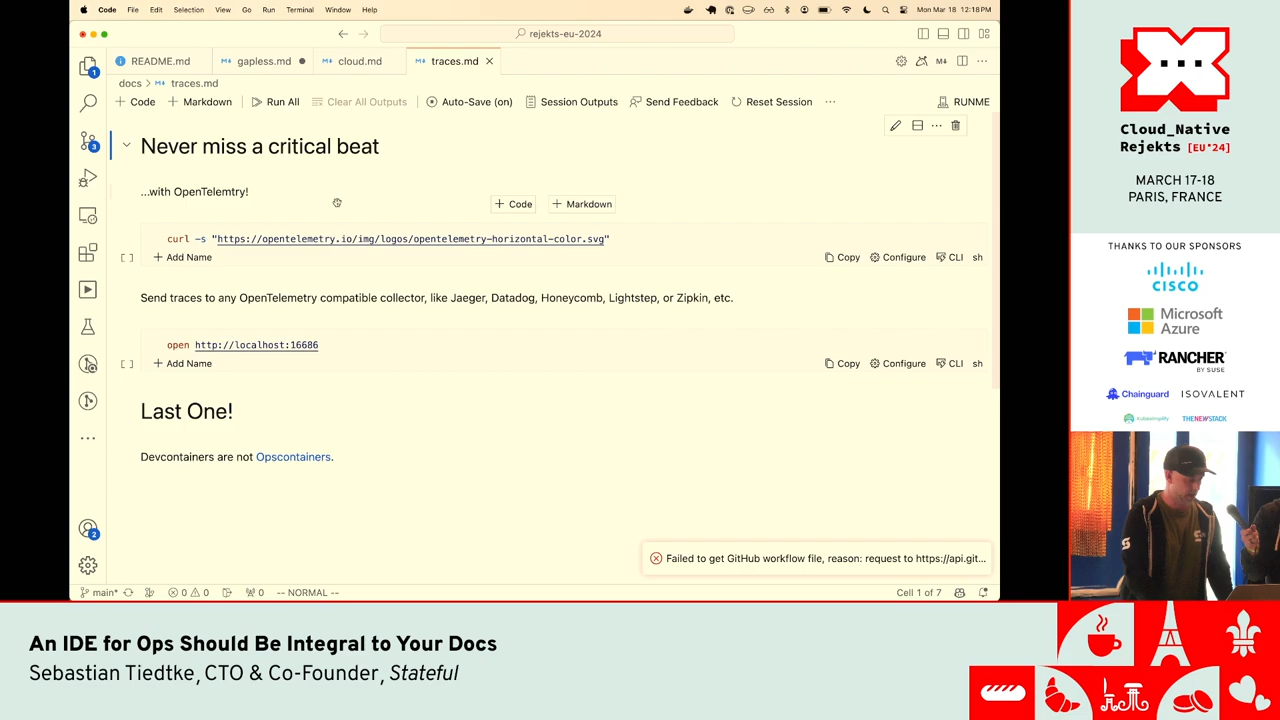 Code File Edit Selection View Go Run Terminal Window Help
Mon Mar 18 12:18 PM
rejekts-eu-2024
README.md
gapless.md
cloud.md
traces.md
docs > traces.md
+ Code + Markdown Run All Clear All Outputs Auto-Save (on) Session Outputs Send Feedback Reset Session ... RUNME
Never miss a critical beat
...with OpenTelemtry!
+ Code + Markdown
curl -s "https://opentelemetry.io/img/logos/opentelemetry-horizontal-color.svg"
[ ] + Add Name Copy Configure CLI sh
Send traces to any OpenTelemetry compatible collector, like Jaeger, Datadog, Honeycomb, Lightstep, or Zipkin, etc.
open http://localhost:16686
[ ] + Add Name Copy Configure CLI sh
Last One!
Devcontainers are not Opscontainers.
Failed to get GitHub workflow file, reason: request to https://api.git...
1
3
2
main* 0 0 0 -- NORMAL -- Cell 1 of 7
Cloud_Native
Rejekts [EU*24]
MARCH 17-18
PARIS, FRANCE
THANKS TO OUR SPONSORS
CISCO
Microsoft
Azure
RANCHER
BY SUSE
Chainguard ISOVALENT
Kubesimplify THENEWSTACK
An IDE for Ops Should Be Integral to Your Docs
Sebastian Tiedtke, CTO & Co-Founder, Stateful